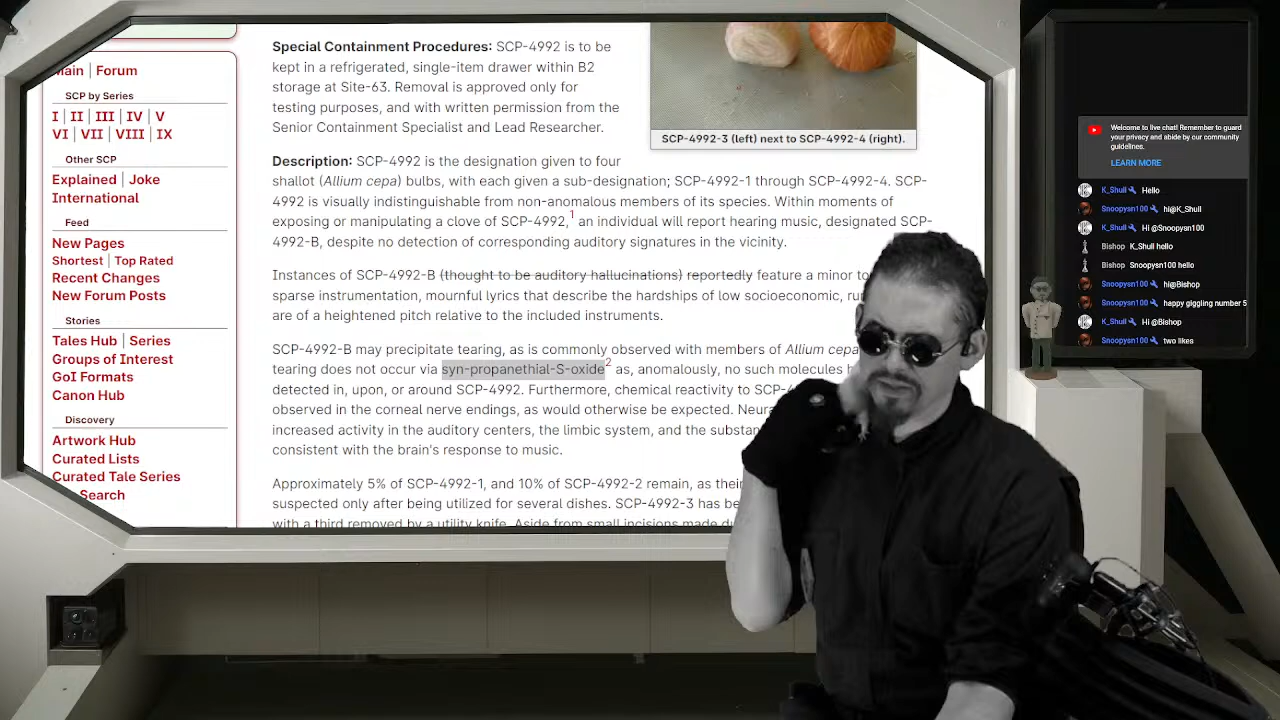 Main | Forum
SCP by Series
I | II | III | IV | V
VI | VII | VIII | IX
Other SCP
Explained | Joke
International
Feed
New Pages
Shortest | Top Rated
Recent Changes
New Forum Posts
Stories
Tales Hub | Series
Groups of Interest
GoI Formats
Canon Hub
Discovery
Artwork Hub
Curated Lists
Curated Tale Series
Search
Special Containment Procedures: SCP-4992 is to be
kept in a refrigerated, single-item drawer within B2
storage at Site-63. Removal is approved only for
testing purposes, and with written permission from the
Senior Containment Specialist and Lead Researcher.
SCP-4992-3 (left) next to SCP-4992-4 (right).
Description: SCP-4992 is the designation given to four
shallot (Allium cepa) bulbs, with each given a sub-designation; SCP-4992-1 through SCP-4992-4. SCP-
4992 is visually indistinguishable from non-anomalous members of its species. Within moments of
exposing or manipulating a clove of SCP-4992,1 an individual will report hearing music, designated SCP-
4992-B, despite no detection of corresponding auditory signatures in the vicinity.
Instances of SCP-4992-B (thought to be auditory hallucinations) reportedly feature a minor
sparse instrumentation, mournful lyrics that describe the hardships of low socioeconomic,
are of a heightened pitch relative to the included instruments.
SCP-4992-B may precipitate tearing, as is commonly observed with members of Allium cepa
tearing does not occur via syn-propanethial-S-oxide2 as, anomalously, no such molecules
detected in, upon, or around SCP-4992. Furthermore, chemical reactivity to
observed in the corneal nerve endings, as would otherwise be expected.
increased activity in the auditory centers, the limbic system, and the
consistent with the brain's response to music.
Approximately 5% of SCP-4992-1, and 10% of SCP-4992-2 remain, as
suspected only after being utilized for several dishes. SCP-4992-3 has
with a third removed by a utility knife. Aside from small incisions made
Welcome to live chat! Remember to guard
your privacy and abide by our community
guidelines.
LEARN MORE
K_Shull Hello
Snoopysn100 hi@K_Shull
K_Shull Hi @Snoopysn100
Bishop K_Shull hello
Bishop Snoopysn100 hello
Snoopysn100 hi@Bishop
Snoopysn100 happy giggling number 5
K_Shull Hi @Bishop
Snoopysn100 two likes